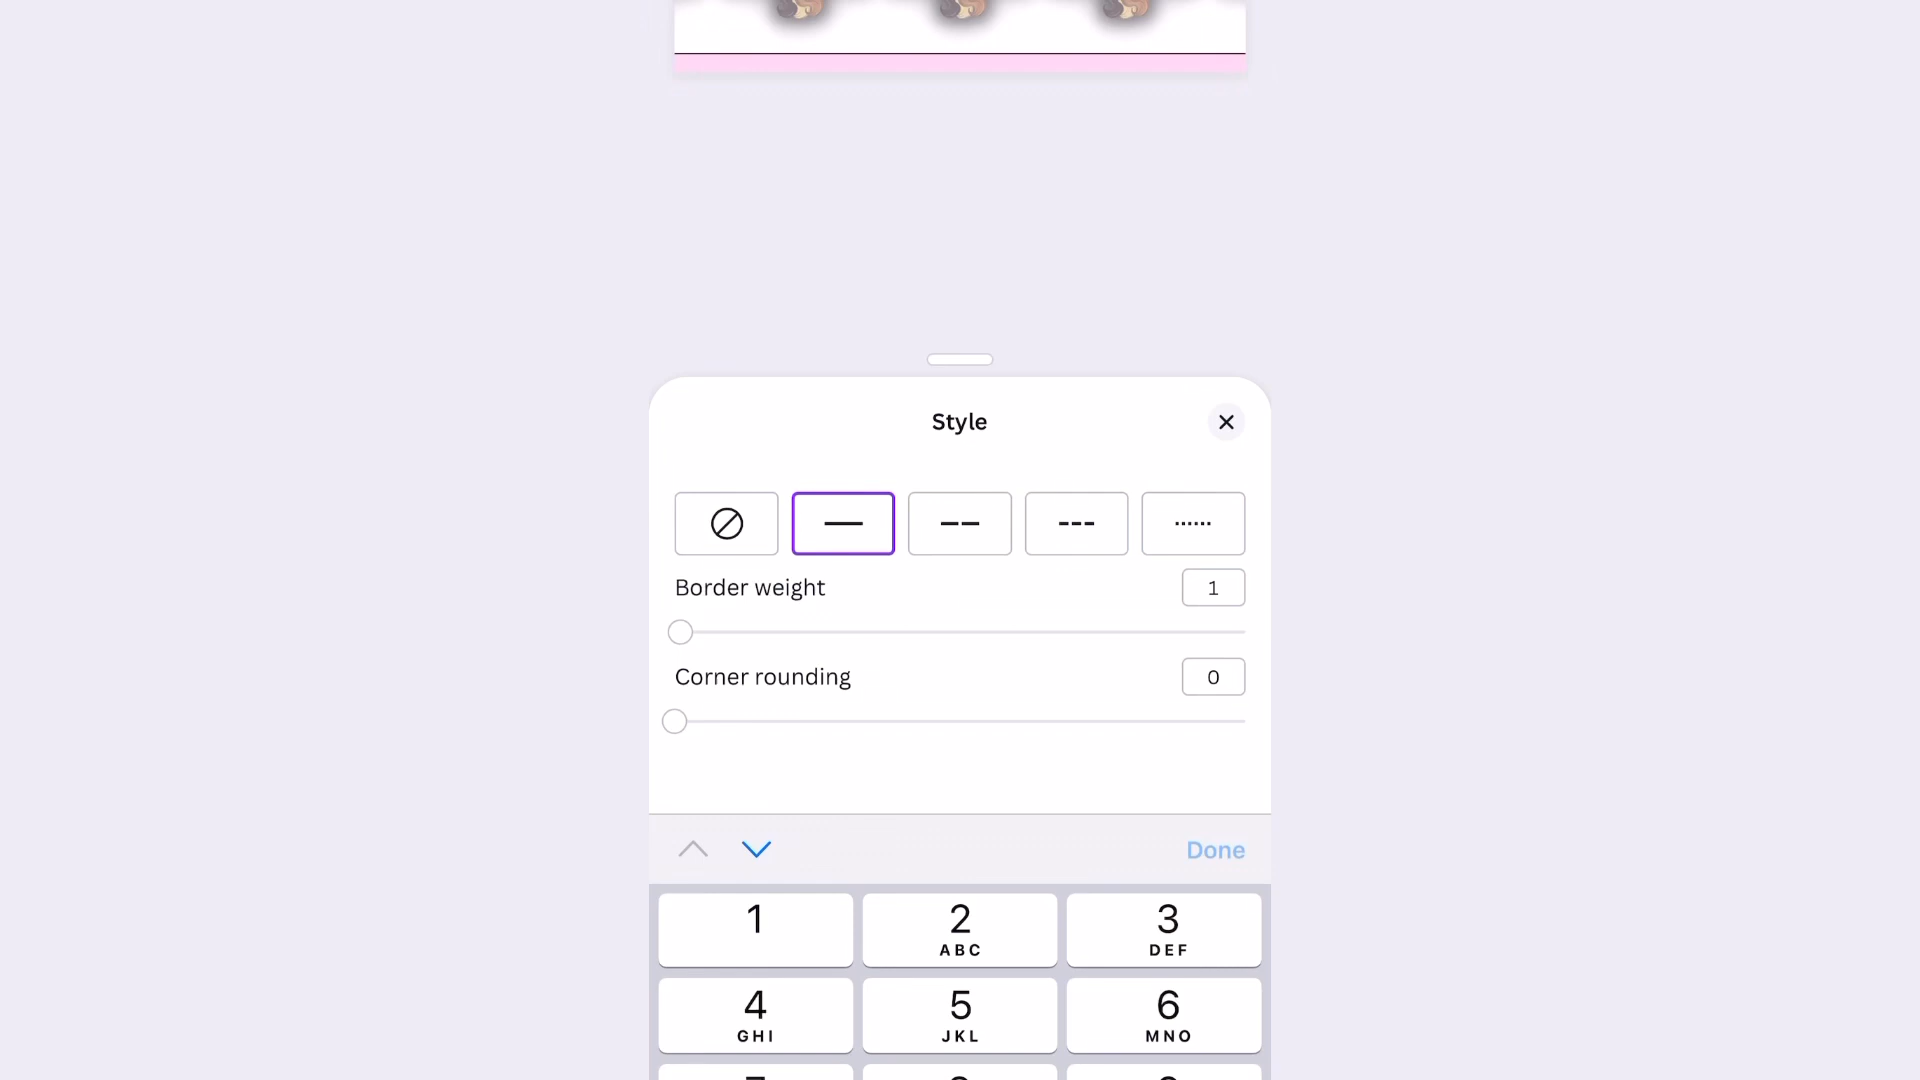 Style
Border weight
1
Corner rounding
0
Done
1
2
3
ABC
DEF
4
5
6
GHI
JKL
MNO